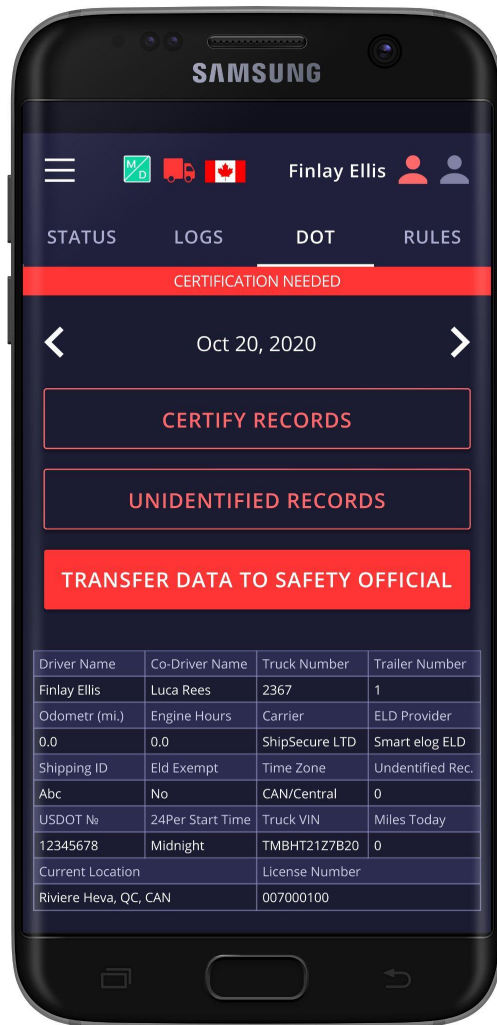 SAMSUNG
M/D
Finlay Ellis
STATUS LOGS DOT RULES
CERTIFICATION NEEDED
Oct 20, 2020
CERTIFY RECORDS
UNIDENTIFIED RECORDS
TRANSFER DATA TO SAFETY OFFICIAL
Driver Name Co-Driver Name Truck Number Trailer Number
Finlay Ellis Luca Rees 2367 1
Odometr (mi.) Engine Hours Carrier ELD Provider
0.0 0.0 ShipSecure LTD Smart elog ELD
Shipping ID Eld Exempt Time Zone Undentified Rec.
Abc No CAN/Central 0
USDOT № 24Per Start Time Truck VIN Miles Today
12345678 Midnight TMBHT21Z7B20 0
Current Location License Number
Riviere Heva, QC, CAN 007000100